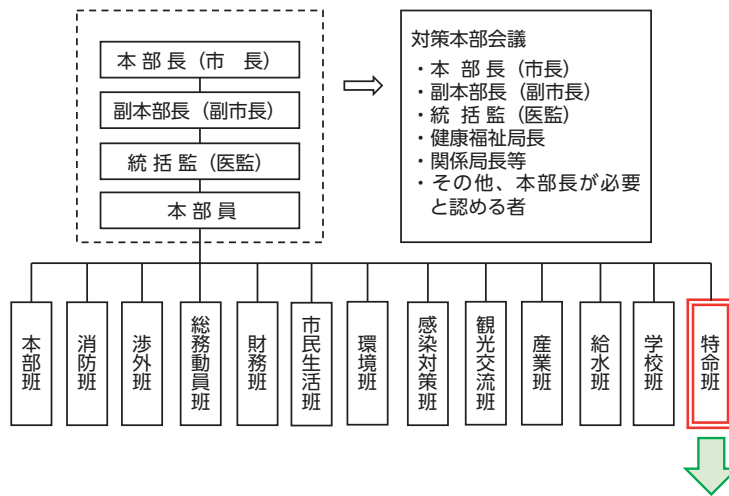 本部長（市　長）
副本部長（副市長）
統括監（医監）
本部員
対策本部会議
・本 部 長（市長）
・副本部長（副市長）
・統 括 監（医監）
・健康福祉局長
・関係局長等
・その他、本部長が必要
と認める者
本部班
消防班
渉外班
総務動員班
財務班
市民生活班
環境班
感染対策班
観光交流班
産業班
給水班
学校班
特命班